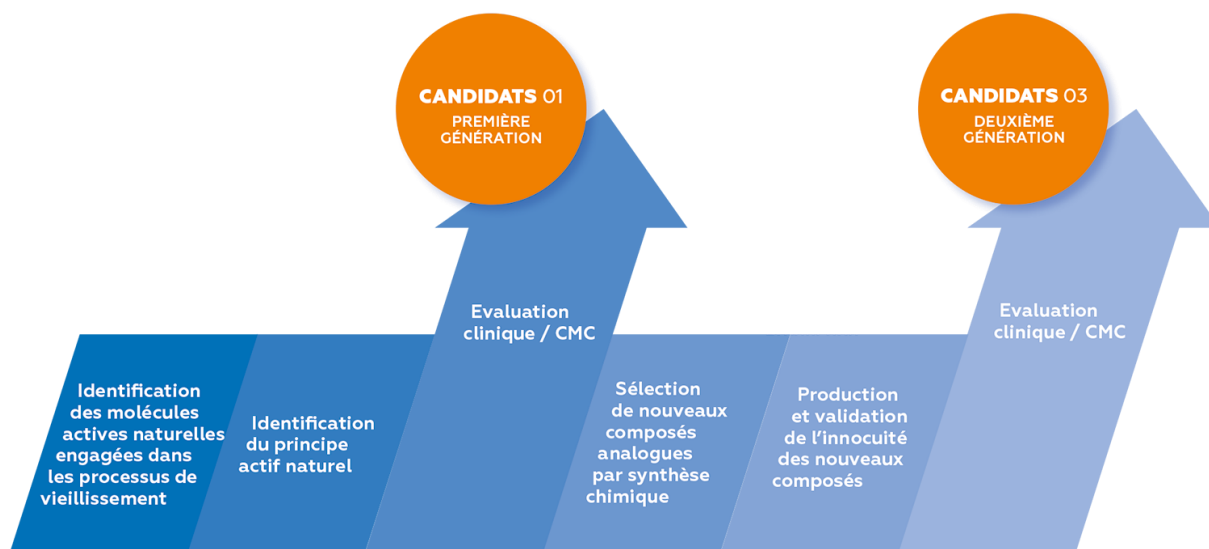 CANDIDATS 01
PREMIÈRE
GÉNÉRATION
CANDIDATS 03
DEUXIÈME
GÉNÉRATION
Identification
des molécules
actives naturelles
engagées dans
les processus de
vieillissement
Identification
du principe
actif naturel
Evaluation
clinique / CMC
Sélection
de nouveaux
composés
analogues
par synthèse
chimique
Production
et validation
de l’innocuité
des nouveaux
composés
Evaluation
clinique / CMC